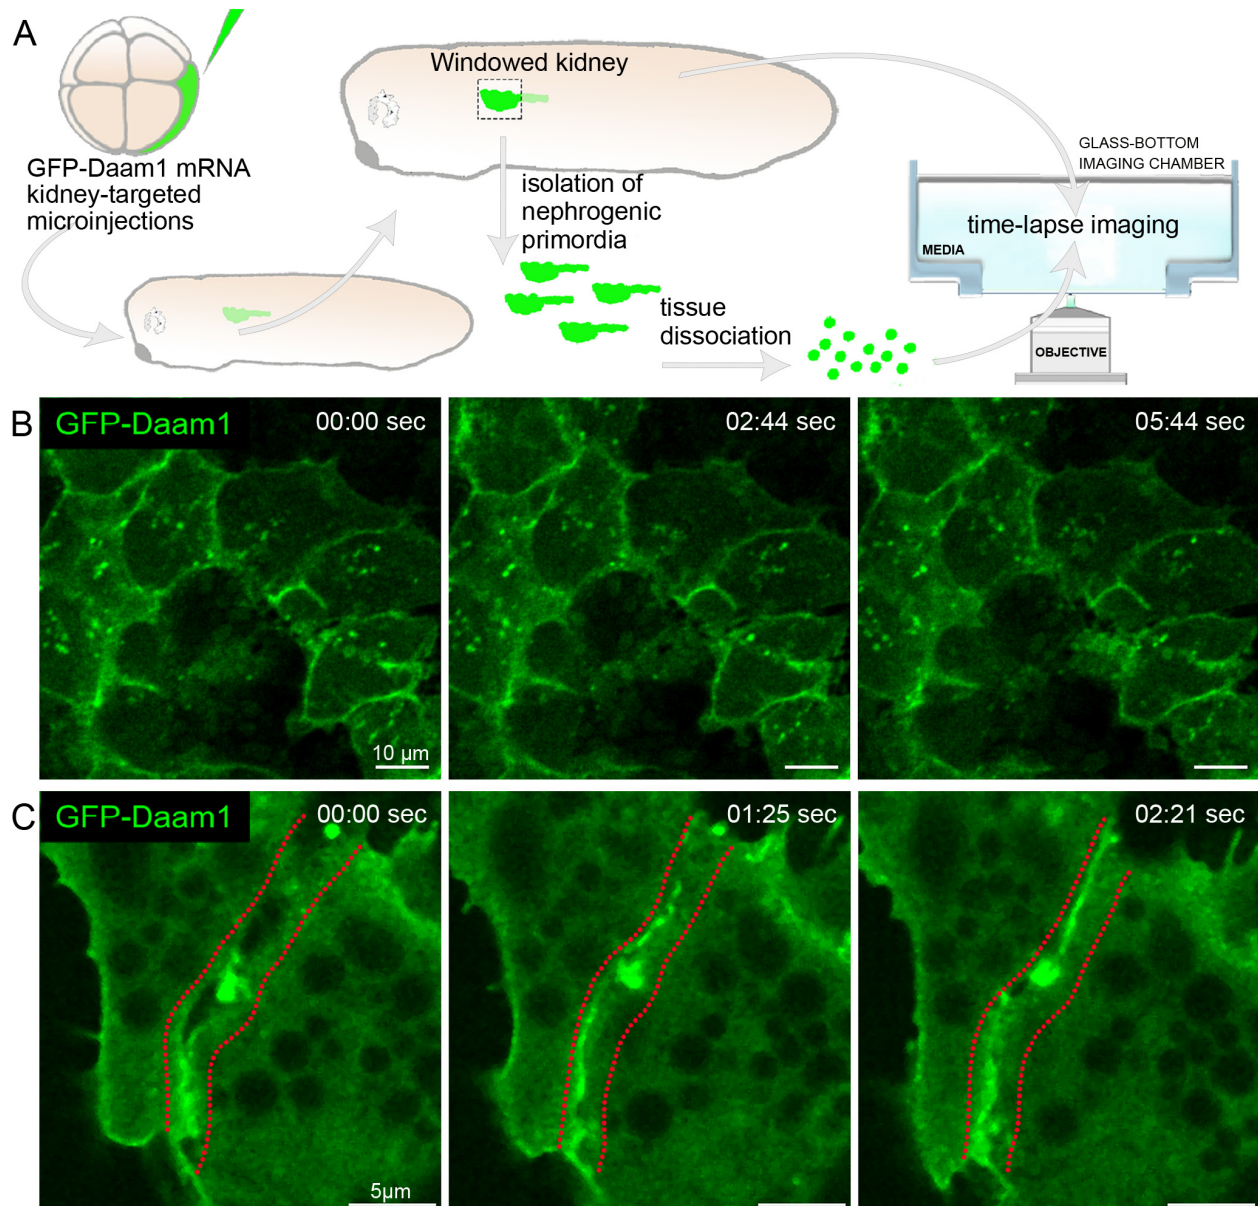 A
GFP-Daam1 mRNA
kidney-targeted
microinjections
Windowed kidney
isolation of
nephrogenic
primordia
tissue
dissociation
GLASS-BOTTOM
IMAGING CHAMBER
time-lapse imaging
MEDIA
OBJECTIVE
B
GFP-Daam1
00:00 sec
02:44 sec
05:44 sec
10 µm
C
GFP-Daam1
00:00 sec
01:25 sec
02:21 sec
5µm